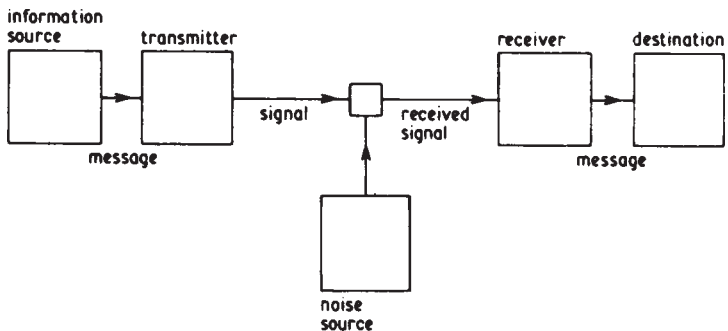 information
source
transmitter
receiver
destination
signal
received
signal
message
message
noise
source